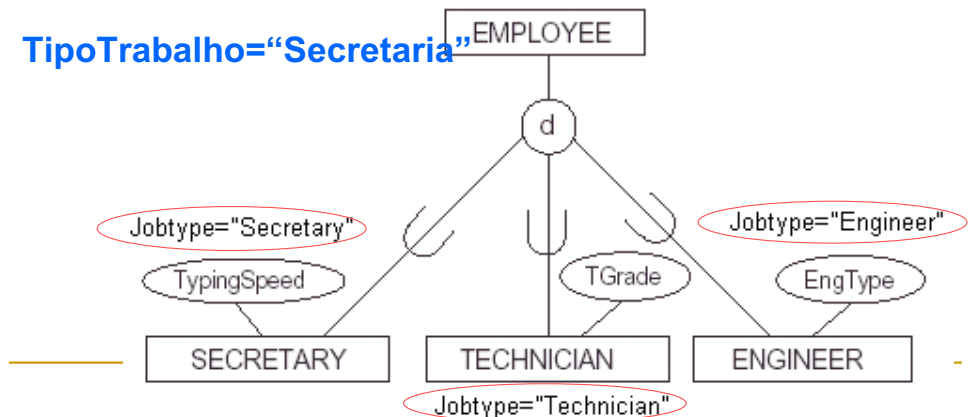 TipoTrabalho=“Secretaria”
EMPLOYEE
d
Jobtype="Secretary"
Jobtype="Engineer"
TypingSpeed
TGrade
EngType
SECRETARY
TECHNICIAN
ENGINEER
Jobtype="Technician"